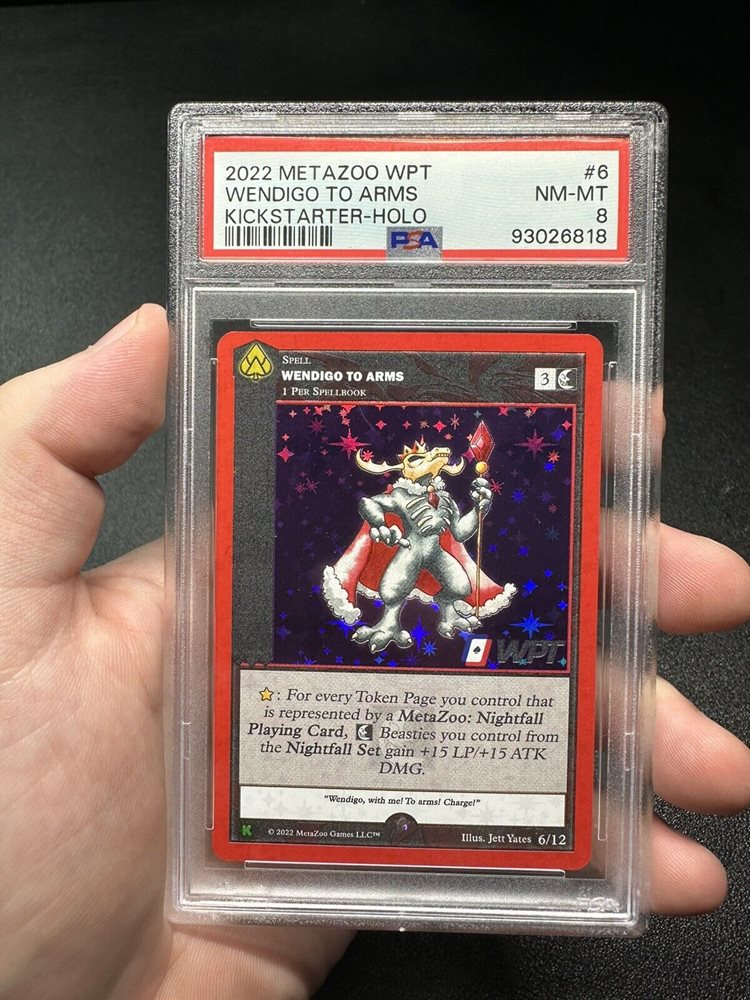 2022 METAZOO WPT #6
WENDIGO TO ARMS NM-MT
KICKSTARTER-HOLO 8
PSA 93026818
SPELL
WENDIGO TO ARMS
1 PER SPELLBOOK
3
WPT
: For every Token Page you control that
is represented by a MetaZoo: Nightfall
Playing Card, Beasties you control from
the Nightfall Set gain +15 LP/+15 ATK
DMG.
"Wendigo, with me! To arms! Charge!"
K © 2022 MetaZoo Games LLC™ Illus. Jett Yates 6/12